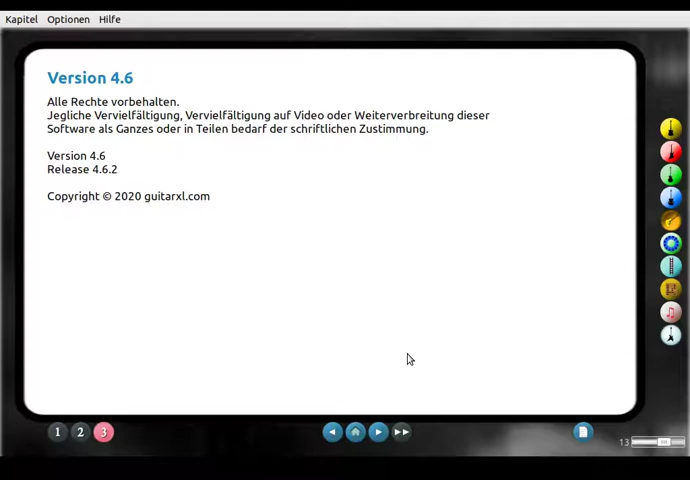 Kapitel Optionen Hilfe
Version 4.6
Alle Rechte vorbehalten.
Jegliche Vervielfältigung, Vervielfältigung auf Video oder Weiterverbreitung dieser
Software als Ganzes oder in Teilen bedarf der schriftlichen Zustimmung.
Version 4.6
Release 4.6.2
Copyright © 2020 guitarxl.com
1 2 3
13